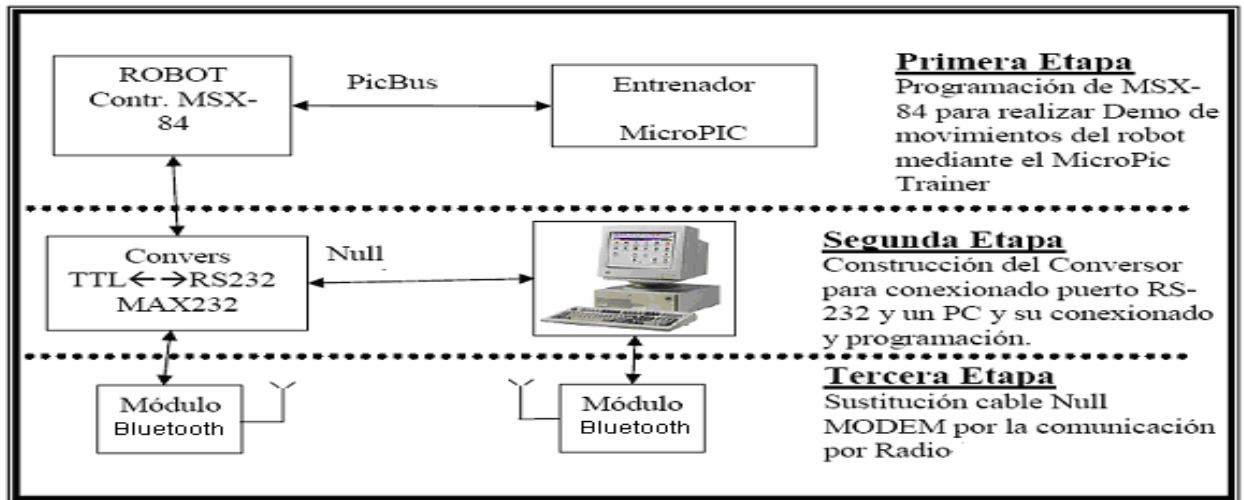 ROBOT
Contr. MSX-
84
PicBus
Entrenador
MicroPIC
Primera Etapa
Programación de MSX-
84 para realizar Demo de
movimientos del robot
mediante el MicroPic
Trainer
Convers
TTL←→RS232
MAX232
Null
Segunda Etapa
Construcción del Conversor
para conexionado puerto RS-
232 y un PC y su conexionado
y programación.
Módulo
Bluetooth
Módulo
Bluetooth
Tercera Etapa
Sustitución cable Null
MODEM por la comunicación
por Radio